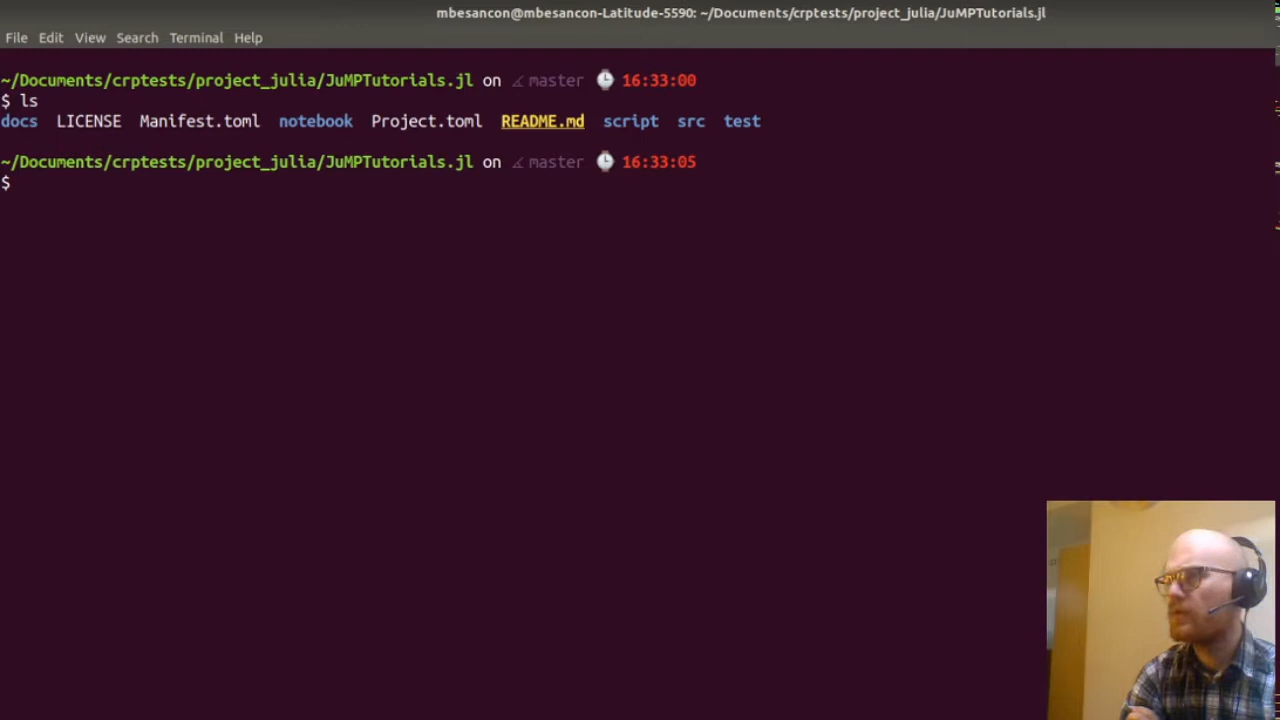 mbesancon@mbesancon-Latitude-5590: ~/Documents/crptests/project_julia/JuMPTutorials.jl
File Edit View Search Terminal Help
~/Documents/crptests/project_julia/JuMPTutorials.jl on master 16:33:00
$ ls
docs LICENSE Manifest.toml notebook Project.toml README.md script src test
~/Documents/crptests/project_julia/JuMPTutorials.jl on master 16:33:05
$